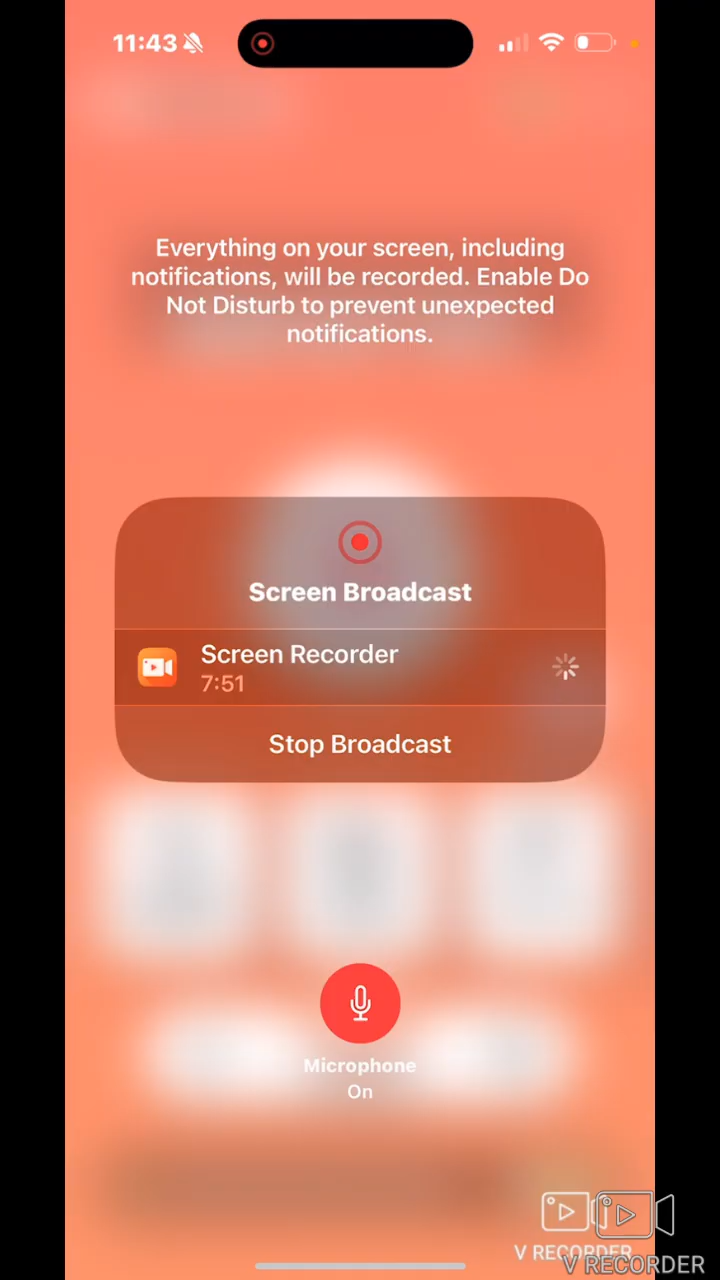 11:43
Everything on your screen, including
notifications, will be recorded. Enable Do
Not Disturb to prevent unexpected
notifications.
Screen Broadcast
Screen Recorder
7:51
Stop Broadcast
Microphone
On
V RECORDER
V RECORDER